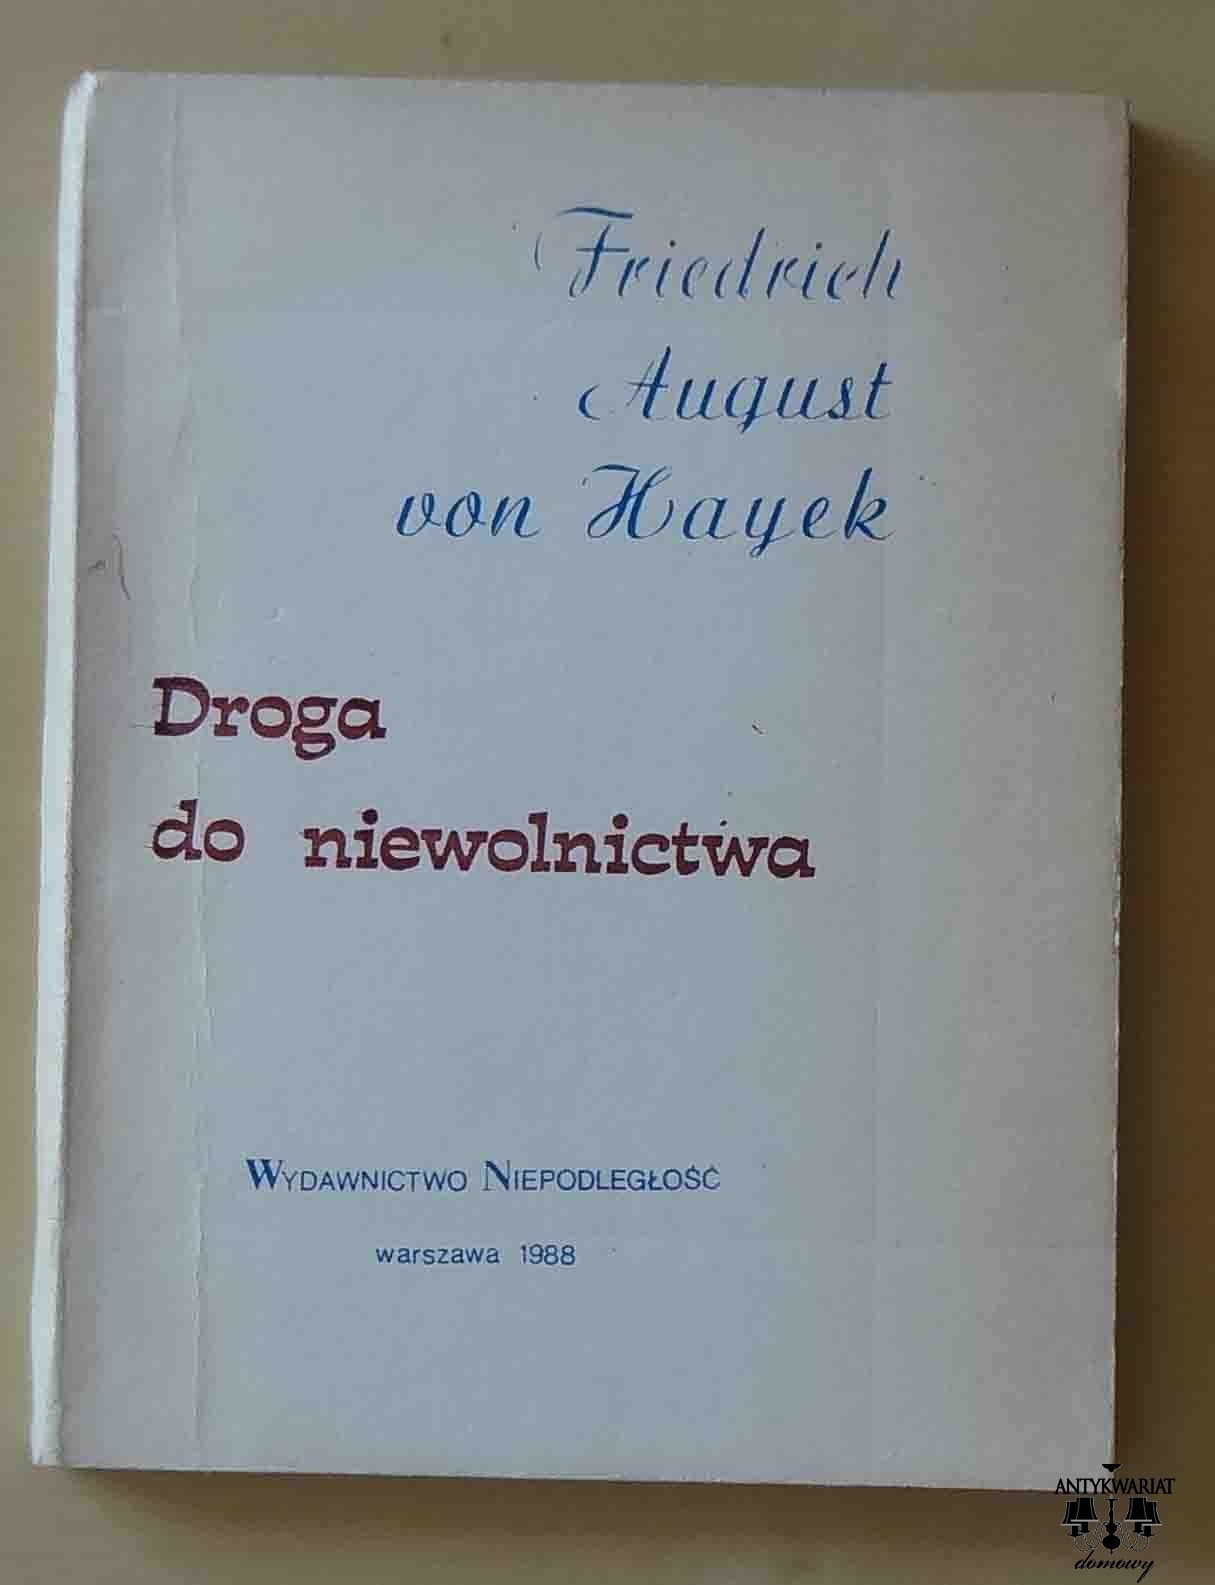 Friedrich
August
von Hayek
Droga
do niewolnictwa
WYDAWNICTWO NIEPODLEGŁOŚĆ
warszawa 1988
ANTYKWARIAT
domowy